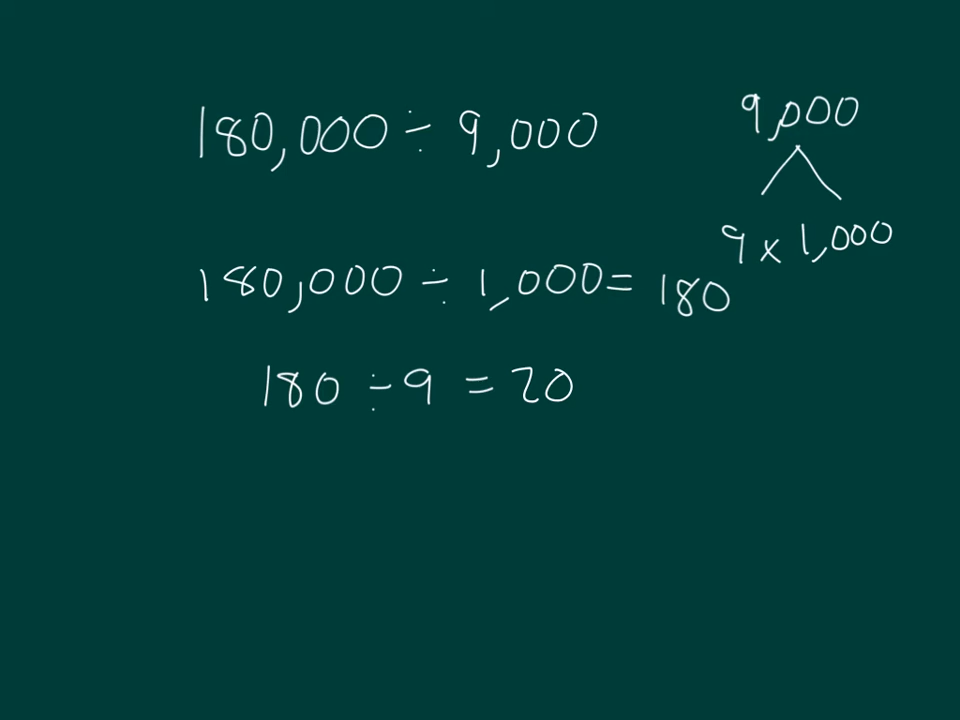 180,000 ÷ 9,000
9,000
9 x 1,000
180,000 ÷ 1,000 = 180
180 ÷ 9 = 20